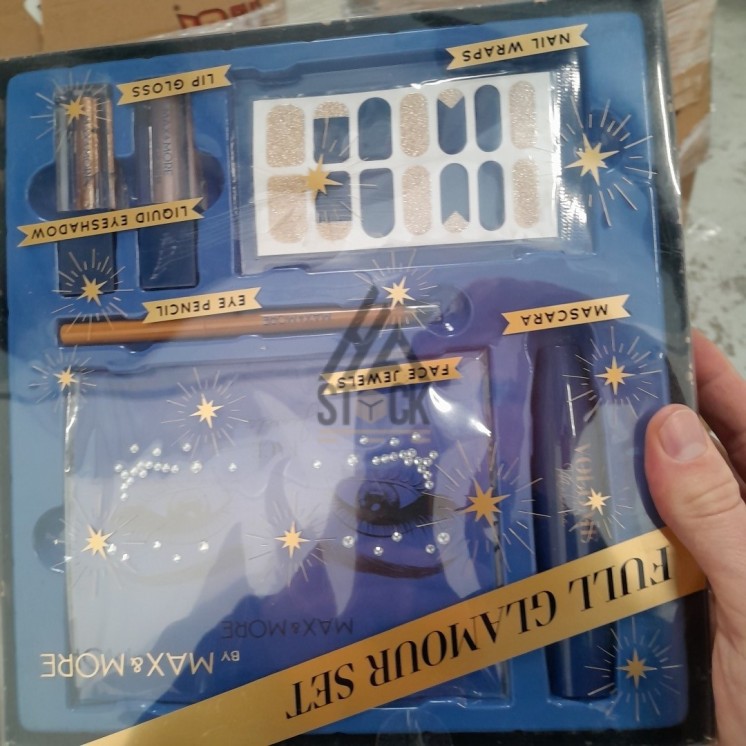 NAIL WRAPS
LIP GLOSS
LIQUID EYESHADOW
EYE PENCIL
MASCARA
FACE JEWELS
STOCK
MAX&MORE
FULL GLAMOUR SET
BY MAX&MORE